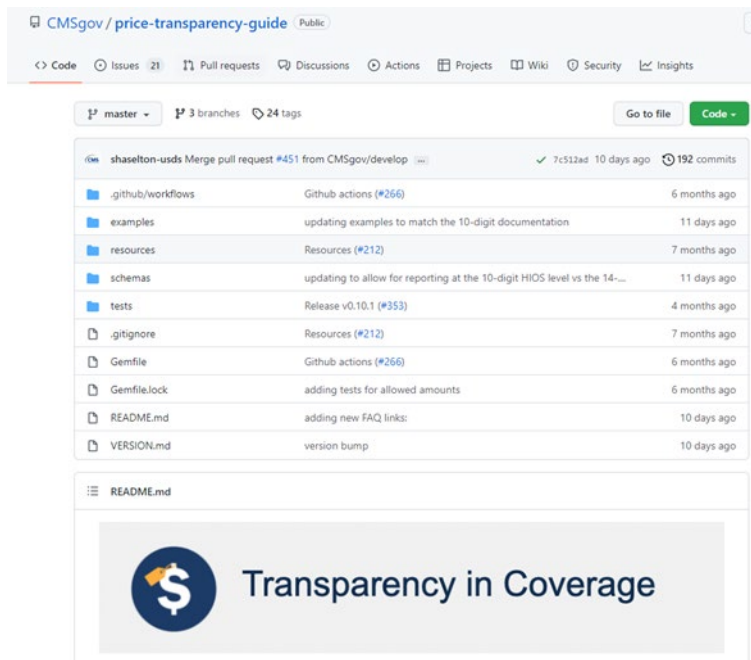 CMSgov / price-transparency-guide Public
<> Code Issues 21 Pull requests Discussions Actions Projects Wiki Security Insights
master 3 branches 24 tags Go to file Code
shaselton-usds Merge pull request #451 from CMSgov/develop ... 7c512ad 10 days ago 192 commits
.github/workflows Github actions (#266) 6 months ago
examples updating examples to match the 10-digit documentation 11 days ago
resources Resources (#212) 7 months ago
schemas updating to allow for reporting at the 10-digit HIOS level vs the 14-... 11 days ago
tests Release v0.10.1 (#353) 4 months ago
.gitignore Resources (#212) 7 months ago
Gemfile Github actions (#266) 6 months ago
Gemfile.lock adding tests for allowed amounts 6 months ago
README.md adding new FAQ links: 10 days ago
VERSION.md version bump 10 days ago
README.md
$ Transparency in Coverage